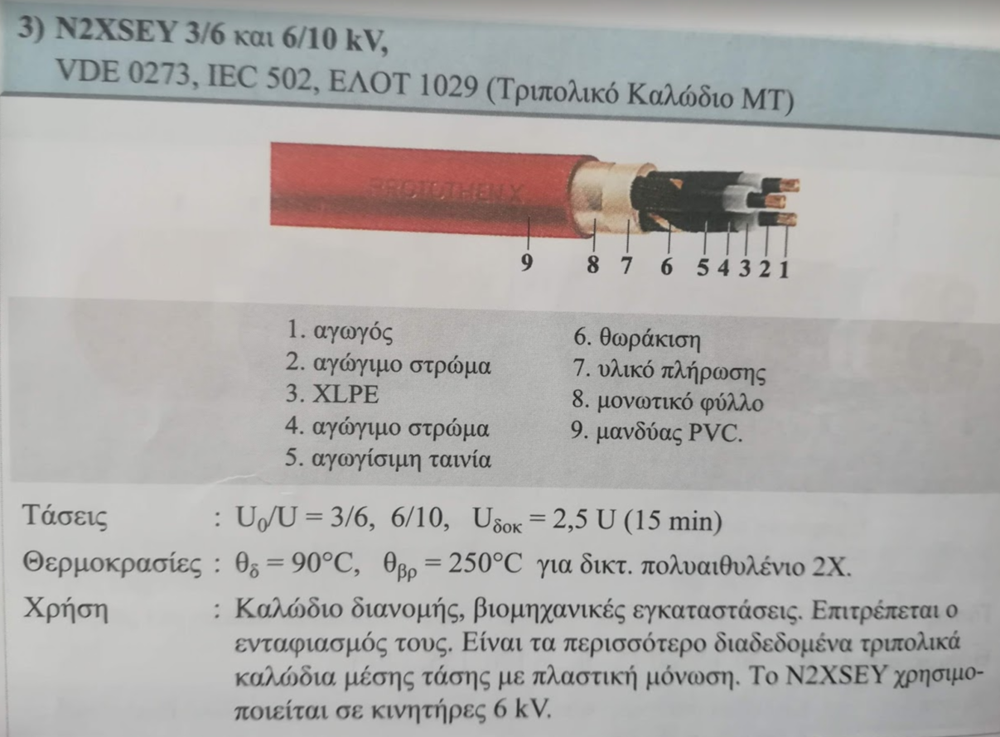 3) N2XSEY 3/6 και 6/10 kV,
VDE 0273, IEC 502, ΕΛΟΤ 1029 (Τριπολικό Καλώδιο ΜΤ)
PROTOTHEN X
9 8 7 6 5 4 3 2 1
1. αγωγός
2. αγώγιμο στρώμα
3. XLPE
4. αγώγιμο στρώμα
5. αγωγίσιμη ταινία
6. θωράκιση
7. υλικό πλήρωσης
8. μονωτικό φύλλο
9. μανδύας PVC.
Τάσεις : U₀/U = 3/6, 6/10, Uδοκ = 2,5 U (15 min)
Θερμοκρασίες : θδ = 90°C, θβρ = 250°C για δικτ. πολυαιθυλένιο 2X.
Χρήση : Καλώδιο διανομής, βιομηχανικές εγκαταστάσεις. Επιτρέπεται ο
ενταφιασμός τους. Είναι τα περισσότερο διαδεδομένα τριπολικά
καλώδια μέσης τάσης με πλαστική μόνωση. Το N2XSEY χρησιμο-
ποιείται σε κινητήρες 6 kV.